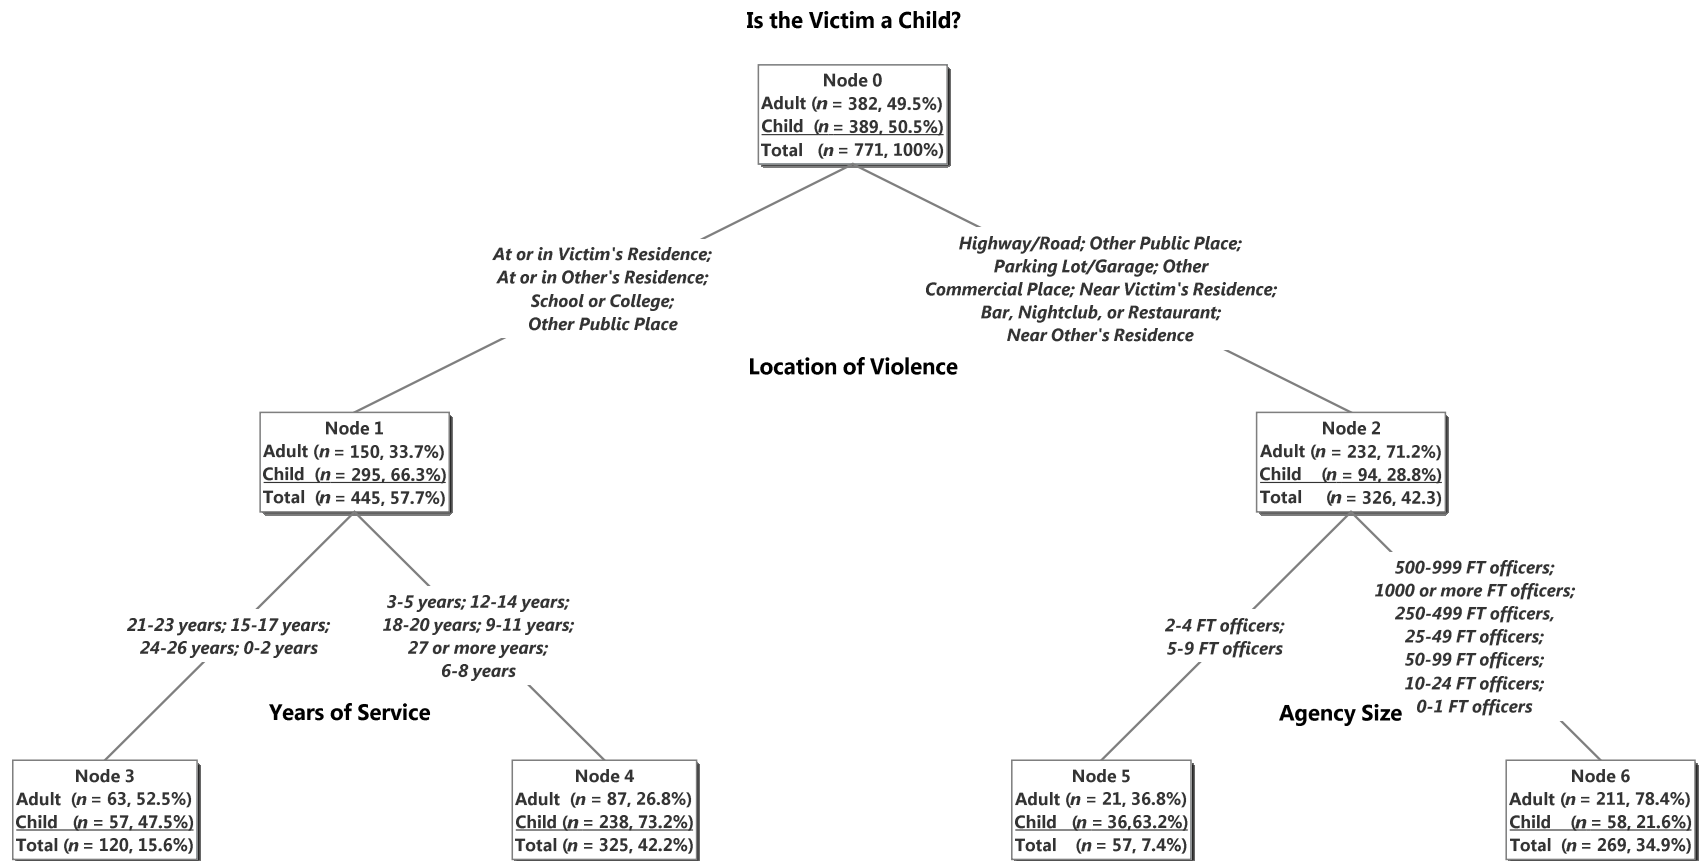 Is the Victim a Child?
Node 0
Adult (n = 382, 49.5%)
Child (n = 389, 50.5%)
Total (n = 771, 100%)
At or in Victim's Residence;
At or in Other's Residence;
School or College;
Other Public Place
Highway/Road; Other Public Place;
Parking Lot/Garage; Other
Commercial Place; Near Victim's Residence;
Bar, Nightclub, or Restaurant;
Near Other's Residence
Location of Violence
Node 1
Adult (n = 150, 33.7%)
Child (n = 295, 66.3%)
Total (n = 445, 57.7%)
Node 2
Adult (n = 232, 71.2%)
Child (n = 94, 28.8%)
Total (n = 326, 42.3)
21-23 years; 15-17 years;
24-26 years; 0-2 years
3-5 years; 12-14 years;
18-20 years; 9-11 years;
27 or more years;
6-8 years
Years of Service
2-4 FT officers;
5-9 FT officers
500-999 FT officers;
1000 or more FT officers;
250-499 FT officers,
25-49 FT officers;
50-99 FT officers;
10-24 FT officers;
0-1 FT officers
Agency Size
Node 3
Adult (n = 63, 52.5%)
Child (n = 57, 47.5%)
Total (n = 120, 15.6%)
Node 4
Adult (n = 87, 26.8%)
Child (n = 238, 73.2%)
Total (n = 325, 42.2%)
Node 5
Adult (n = 21, 36.8%)
Child (n = 36,63.2%)
Total (n = 57, 7.4%)
Node 6
Adult (n = 211, 78.4%)
Child (n = 58, 21.6%)
Total (n = 269, 34.9%)